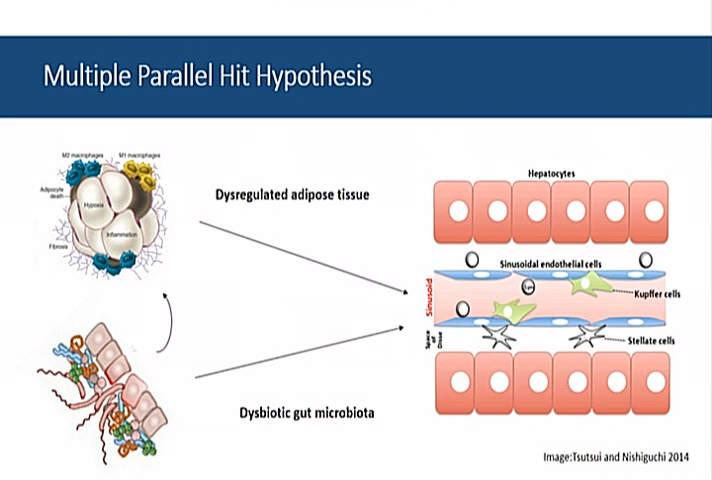 Multiple Parallel Hit Hypothesis
M2 macrophages
M1 macrophages
Adipocyte
death
Hypoxia
Inflammation
Fibrosis
Dysregulated adipose tissue
Dysbiotic gut microbiota
Hepatocytes
Sinusoidal endothelial cells
Sinusoid
Kupffer cells
Space
of
Disse
Stellate cells
Image:Tsutsui and Nishiguchi 2014